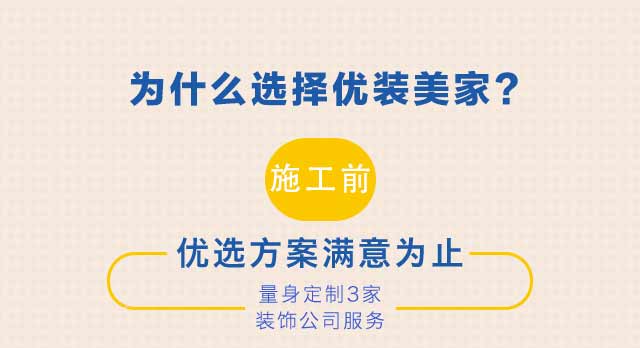 为什么选择优装美家?
施工前
优选方案满意为止
量身定制3家
装饰公司服务